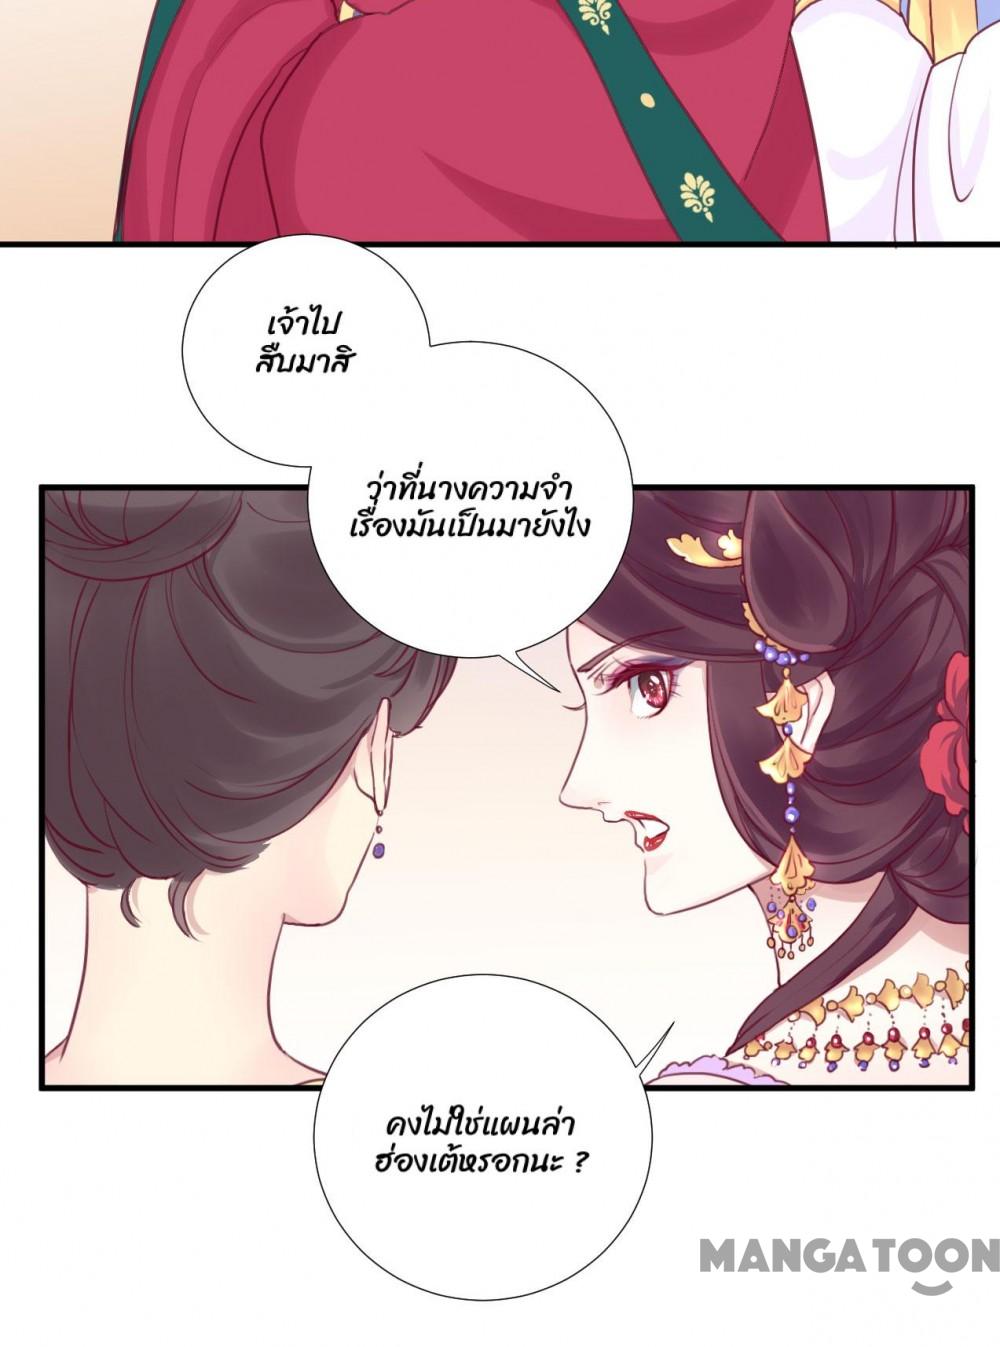 เจ้าไป
สืบมาสิ
ว่าที่นางความจำ
เรื่องมันเป็นมายังไง
คงไม่ใช่แผนล่า
ฮ่องเต้หรอกนะ ?
MANGATOON